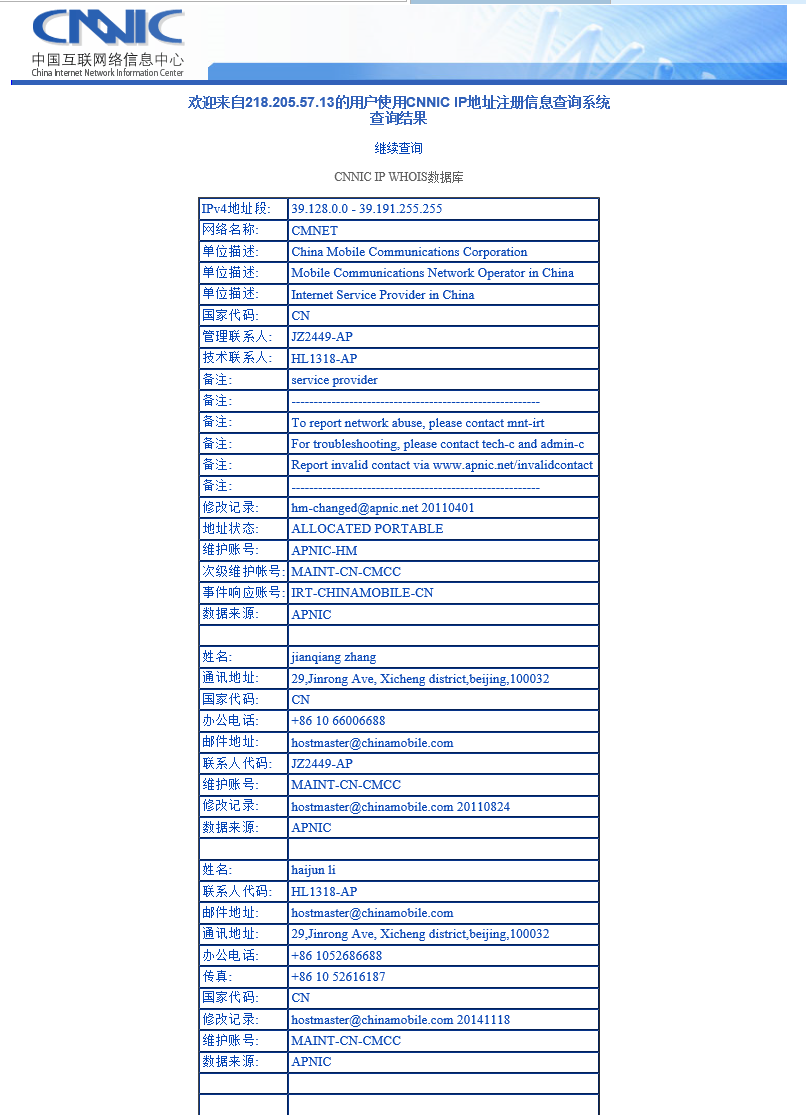 CNNIC
中国互联网络信息中心
China Internet Network Information Center
欢迎来自218.205.57.13的用户使用CNNIC IP地址注册信息查询系统
查询结果
继续查询
CNNIC IP WHOIS数据库
IPv4地址段: 39.128.0.0 - 39.191.255.255
网络名称: CMNET
单位描述: China Mobile Communications Corporation
单位描述: Mobile Communications Network Operator in China
单位描述: Internet Service Provider in China
国家代码: CN
管理联系人: JZ2449-AP
技术联系人: HL1318-AP
备注: service provider
备注: --------------------------------------------------------
备注: To report network abuse, please contact mnt-irt
备注: For troubleshooting, please contact tech-c and admin-c
备注: Report invalid contact via www.apnic.net/invalidcontact
备注: --------------------------------------------------------
修改记录: hm-changed@apnic.net 20110401
地址状态: ALLOCATED PORTABLE
维护账号: APNIC-HM
次级维护帐号: MAINT-CN-CMCC
事件响应账号: IRT-CHINAMOBILE-CN
数据来源: APNIC
姓名: jianqiang zhang
通讯地址: 29,Jinrong Ave, Xicheng district,beijing,100032
国家代码: CN
办公电话: +86 10 66006688
邮件地址: hostmaster@chinamobile.com
联系人代码: JZ2449-AP
维护账号: MAINT-CN-CMCC
修改记录: hostmaster@chinamobile.com 20110824
数据来源: APNIC
姓名: haijun li
联系人代码: HL1318-AP
邮件地址: hostmaster@chinamobile.com
通讯地址: 29,Jinrong Ave, Xicheng district,beijing,100032
办公电话: +86 1052686688
传真: +86 10 52616187
国家代码: CN
修改记录: hostmaster@chinamobile.com 20141118
维护账号: MAINT-CN-CMCC
数据来源: APNIC